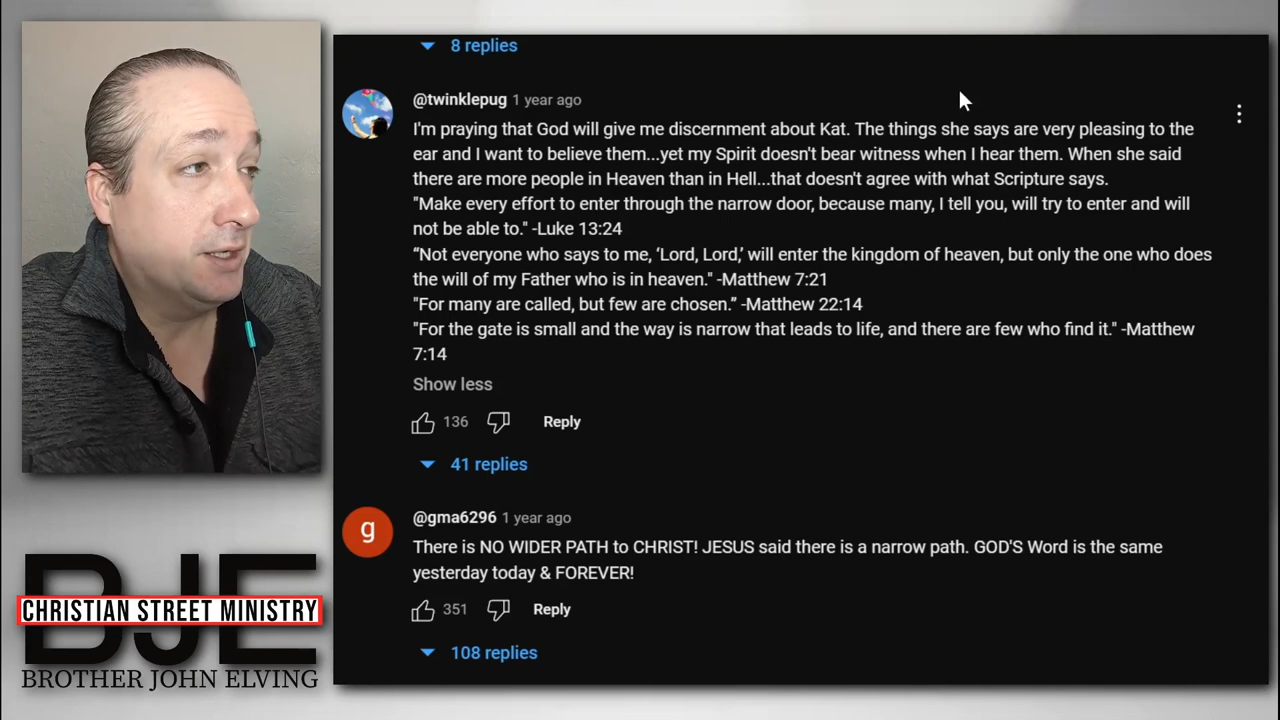 8 replies
@twinklepug 1 year ago
I'm praying that God will give me discernment about Kat. The things she says are very pleasing to the
ear and I want to believe them...yet my Spirit doesn't bear witness when I hear them. When she said
there are more people in Heaven than in Hell...that doesn't agree with what Scripture says.
"Make every effort to enter through the narrow door, because many, I tell you, will try to enter and will
not be able to." -Luke 13:24
“Not everyone who says to me, ‘Lord, Lord,’ will enter the kingdom of heaven, but only the one who does
the will of my Father who is in heaven." -Matthew 7:21
"For many are called, but few are chosen.” -Matthew 22:14
"For the gate is small and the way is narrow that leads to life, and there are few who find it." -Matthew
7:14
Show less
136 Reply
41 replies
g
@gma6296 1 year ago
There is NO WIDER PATH to CHRIST! JESUS said there is a narrow path. GOD'S Word is the same
yesterday today & FOREVER!
351 Reply
108 replies
BJE
CHRISTIAN STREET MINISTRY
BROTHER JOHN ELVING